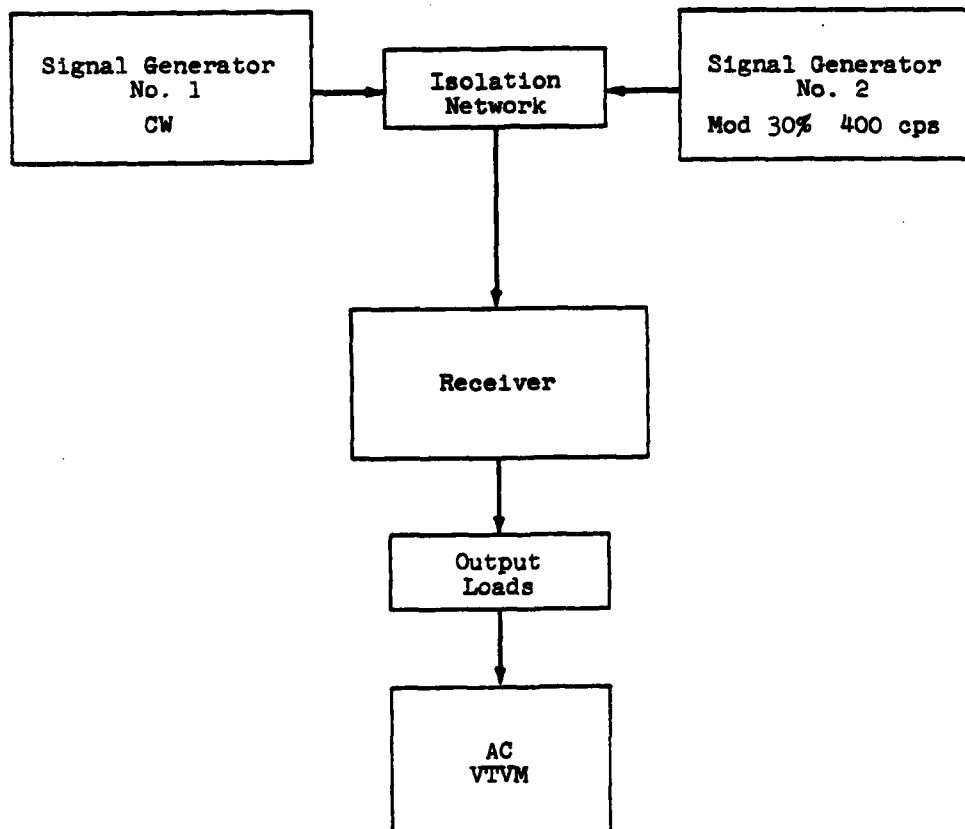 Signal Generator
No. 1
CW
Isolation
Network
Signal Generator
No. 2
Mod 30% 400 cps
Receiver
Output
Loads
AC
VTVM